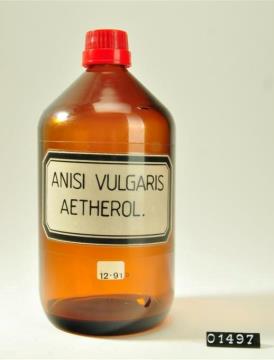 ANISI VULGARIS
AETHEROL.
12-91
01497